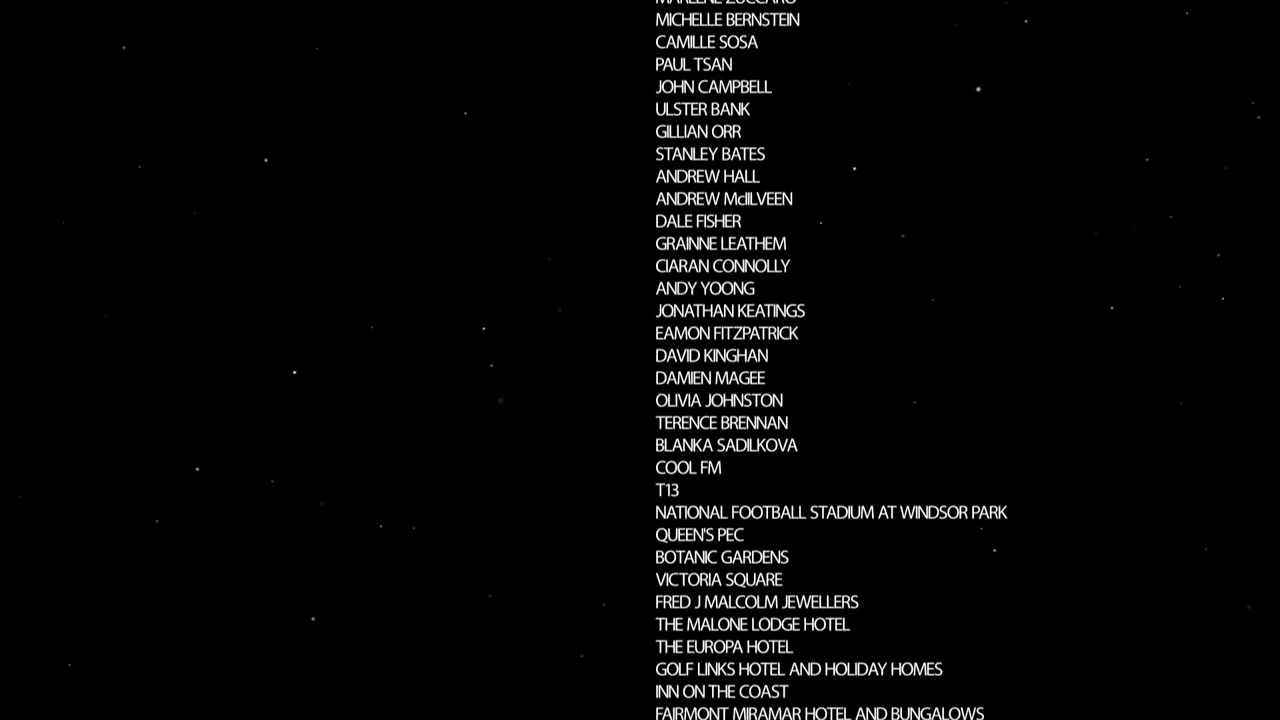 MARLENE ZUCCARO
MICHELLE BERNSTEIN
CAMILLE SOSA
PAUL TSAN
JOHN CAMPBELL
ULSTER BANK
GILLIAN ORR
STANLEY BATES
ANDREW HALL
ANDREW McILVEEN
DALE FISHER
GRAINNE LEATHEM
CIARAN CONNOLLY
ANDY YOONG
JONATHAN KEATINGS
EAMON FITZPATRICK
DAVID KINGHAN
DAMIEN MAGEE
OLIVIA JOHNSTON
TERENCE BRENNAN
BLANKA SADILKOVA
COOL FM
T13
NATIONAL FOOTBALL STADIUM AT WINDSOR PARK
QUEEN'S PEC
BOTANIC GARDENS
VICTORIA SQUARE
FRED J MALCOLM JEWELLERS
THE MALONE LODGE HOTEL
THE EUROPA HOTEL
GOLF LINKS HOTEL AND HOLIDAY HOMES
INN ON THE COAST
FAIRMONT MIRAMAR HOTEL AND BUNGALOWS